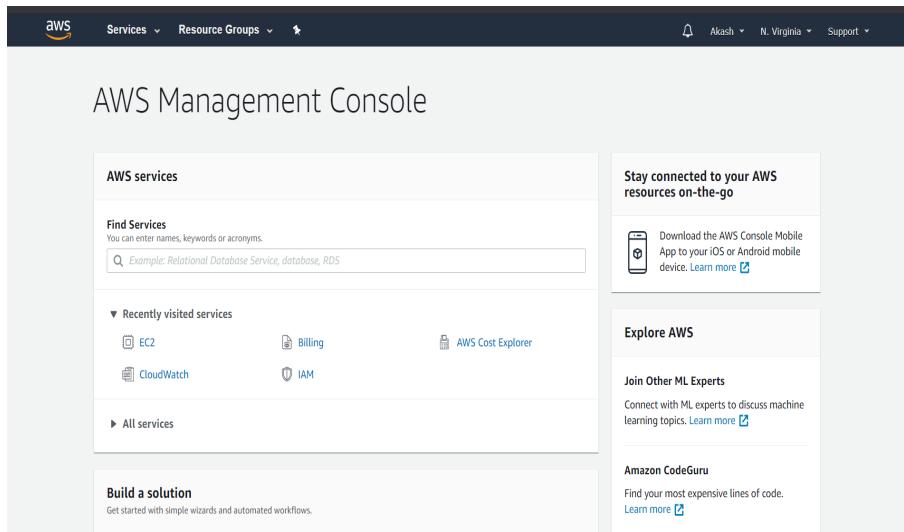 aws Services Resource Groups Akash N. Virginia Support
AWS Management Console
AWS services
Find Services
You can enter names, keywords or acronyms.
Example: Relational Database Service, database, RDS
Recently visited services
EC2 Billing AWS Cost Explorer
CloudWatch IAM
All services
Build a solution
Get started with simple wizards and automated workflows.
Stay connected to your AWS
resources on-the-go
Download the AWS Console Mobile
App to your iOS or Android mobile
device. Learn more
Explore AWS
Join Other ML Experts
Connect with ML experts to discuss machine
learning topics. Learn more
Amazon CodeGuru
Find your most expensive lines of code.
Learn more